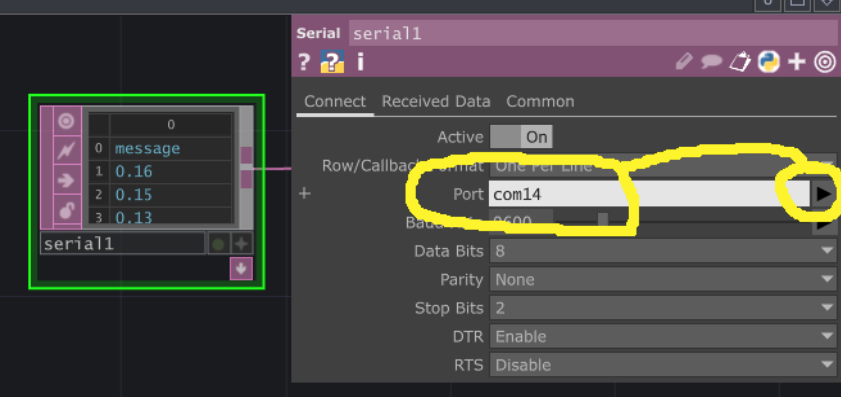 Serial serial1
? ? i
Connect Received Data Common
Active On
Row/Callback Format One Per Line
+ Port com14
Baud 9600
Data Bits 8
Parity None
Stop Bits 2
DTR Enable
RTS Disable
0
0 message
1 0.16
2 0.15
3 0.13
serial1